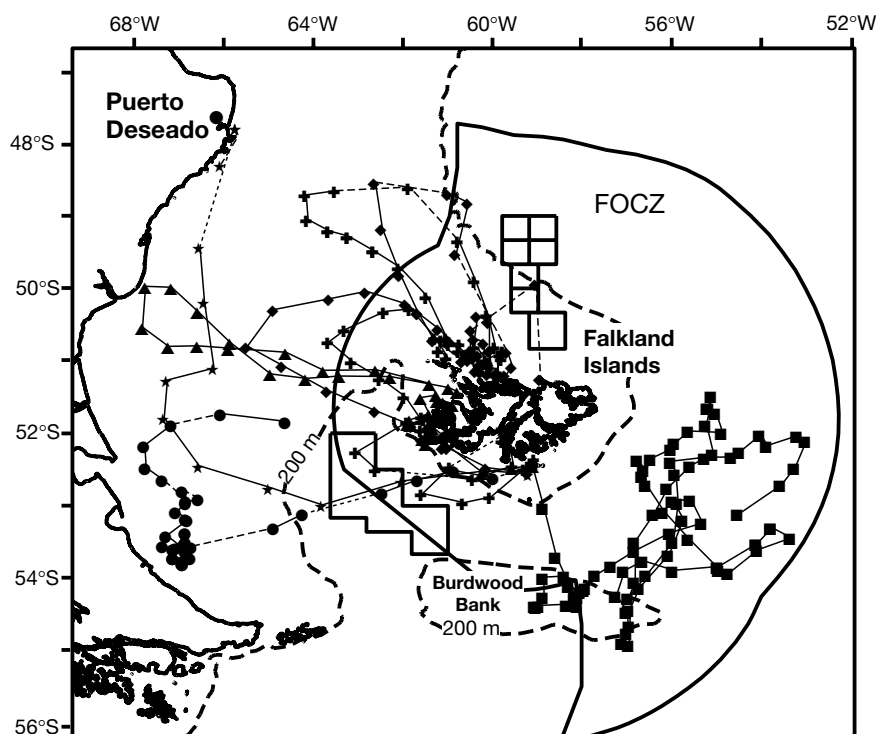 68°W 64°W 60°W 56°W 52°W
Puerto
Deseado
48°S
FOCZ
50°S
Falkland
Islands
52°S
200 m
54°S
Burdwood
Bank
200 m
56°S